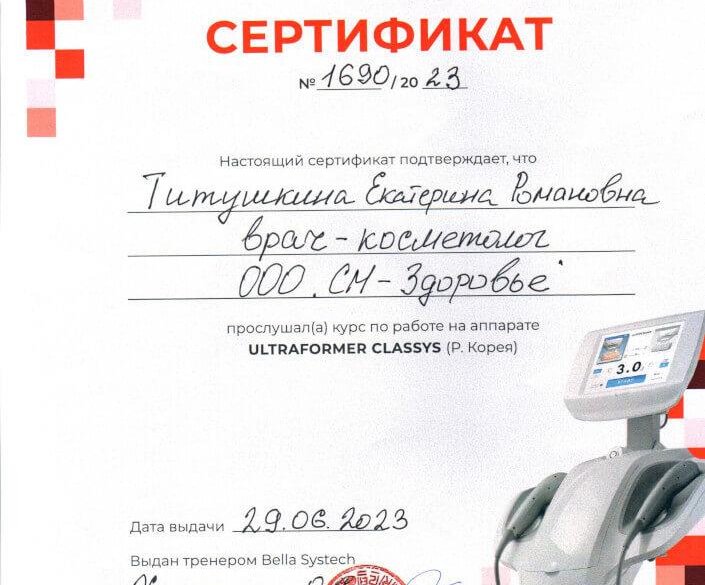 СЕРТИФИКАТ
№ 1690/2023
Настоящий сертификат подтверждает, что
Титушкина Екатерина Романовна
врач-косметолог
ООО „СМ-Здоровье"
прослушал(а) курс по работе на аппарате
ULTRAFORMER CLASSYS (Р. Корея)
3.0
Дата выдачи 29.06.2023
Выдан тренером Bella Systech